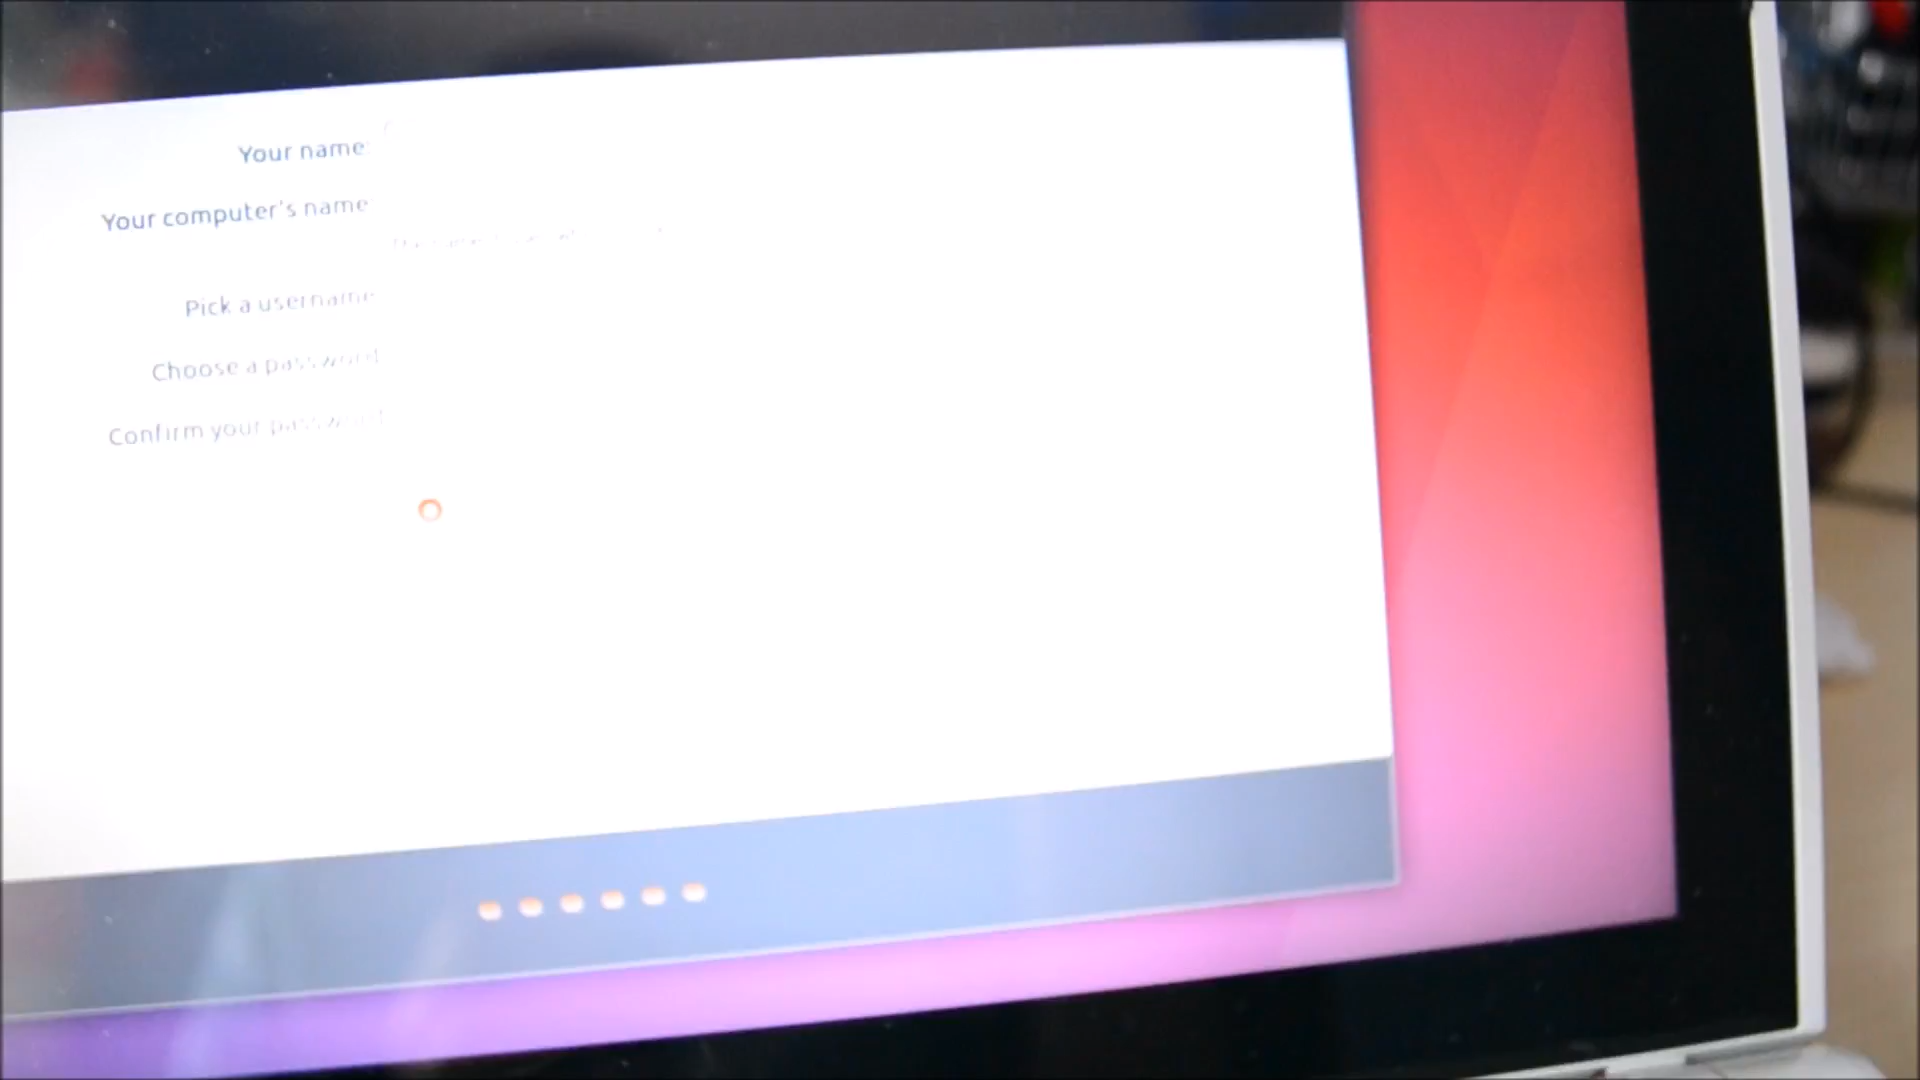 Your name:
Your computer's name:
Pick a username:
Choose a password:
Confirm your password: